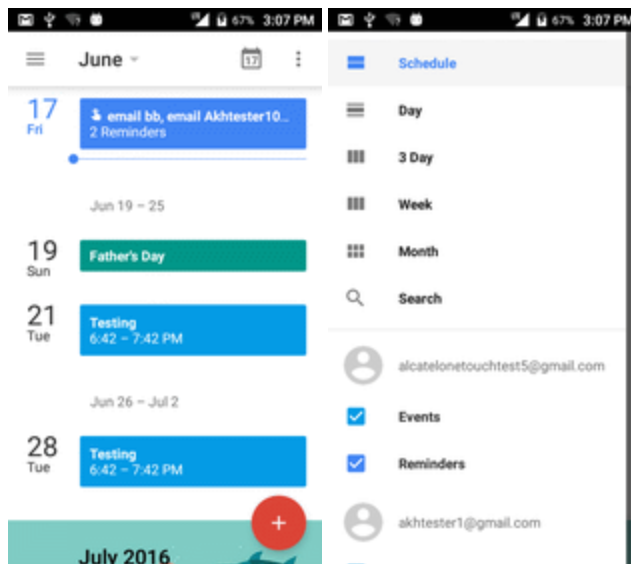 67% 3:07 PM
June
17
17
Fri
email bb, email Akhtester10...
2 Reminders
Jun 19 – 25
19
Sun
Father's Day
21
Tue
Testing
6:42 – 7:42 PM
Jun 26 – Jul 2
28
Tue
Testing
6:42 – 7:42 PM
+
July 2016
67% 3:07 PM
Schedule
Day
3 Day
Week
Month
Search
alcatelonetouchtest5@gmail.com
Events
Reminders
akhtester1@gmail.com